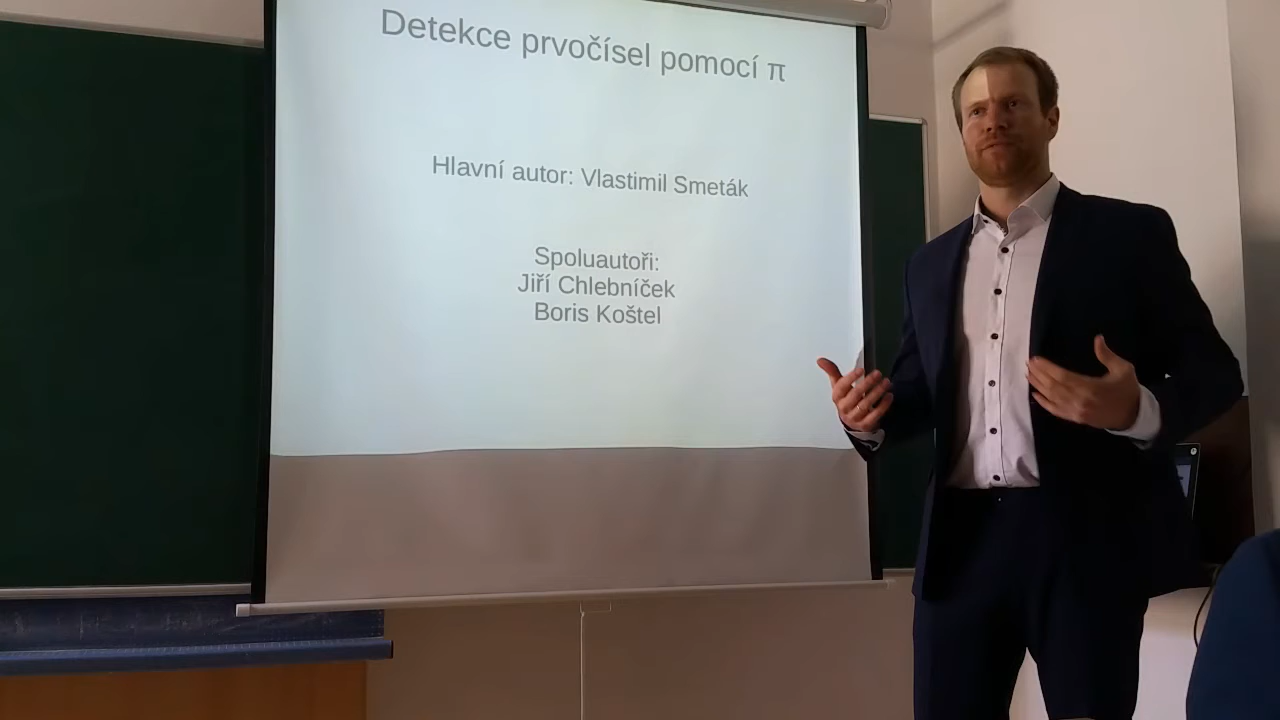 Detekce prvočísel pomocí π
Hlavní autor: Vlastimil Smeták
Spoluautoři:
Jiří Chlebníček
Boris Koštel